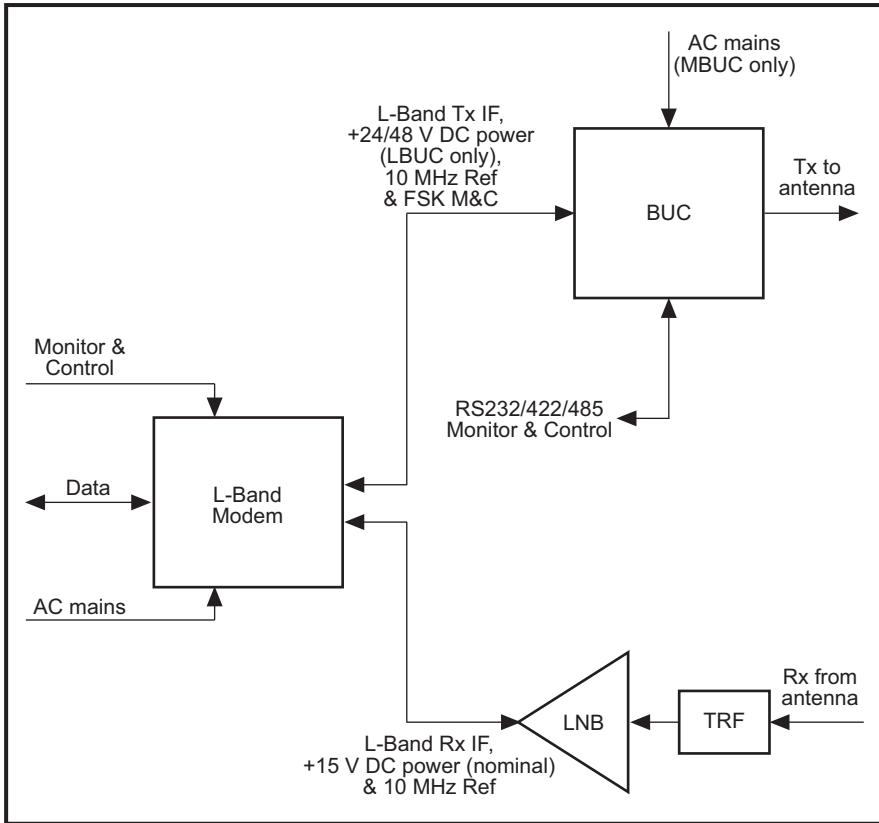 AC mains
(MBUC only)
L-Band Tx IF,
+24/48 V DC power
(LBUC only),
10 MHz Ref
& FSK M&C
BUC
Tx to
antenna
Monitor &
Control
RS232/422/485
Monitor & Control
Data
L-Band
Modem
AC mains
Rx from
antenna
LNB
TRF
L-Band Rx IF,
+15 V DC power (nominal)
& 10 MHz Ref